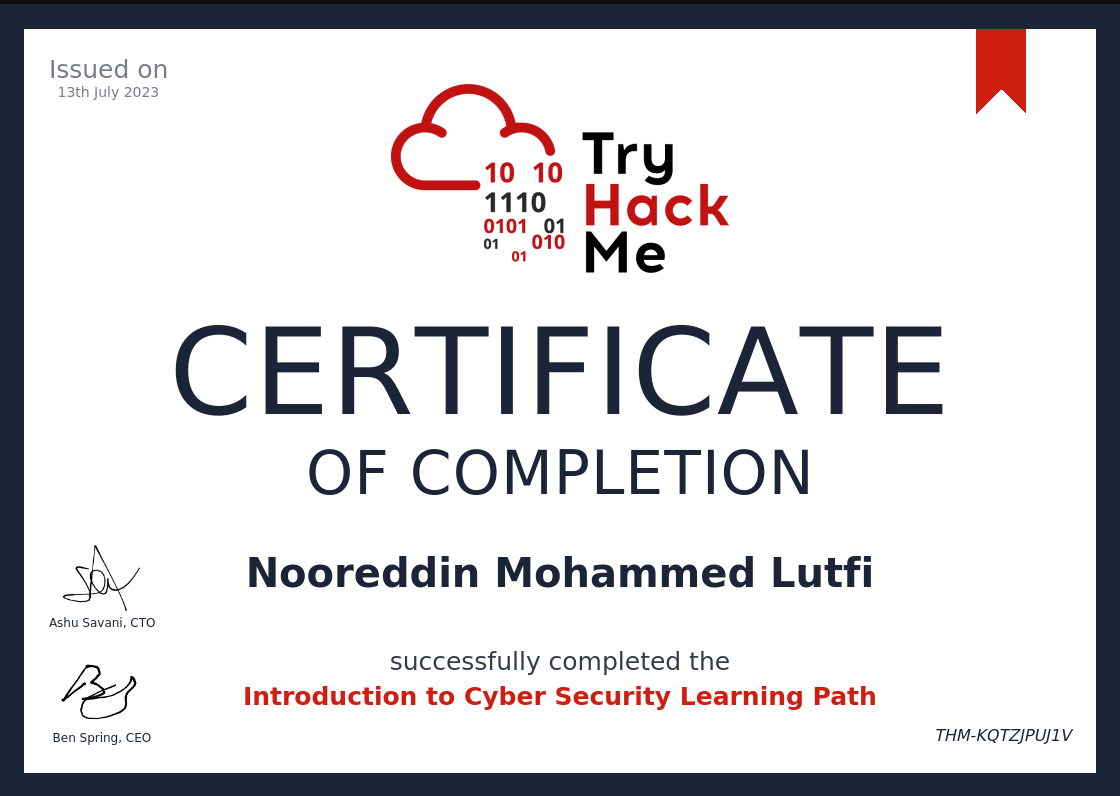 Issued on
13th July 2023
10 10
1110
0101 01
01 010
01
Try
Hack
Me
CERTIFICATE
OF COMPLETION
Nooreddin Mohammed Lutfi
Ashu Savani, CTO
successfully completed the
Introduction to Cyber Security Learning Path
Ben Spring, CEO
THM-KQTZJPUJ1V